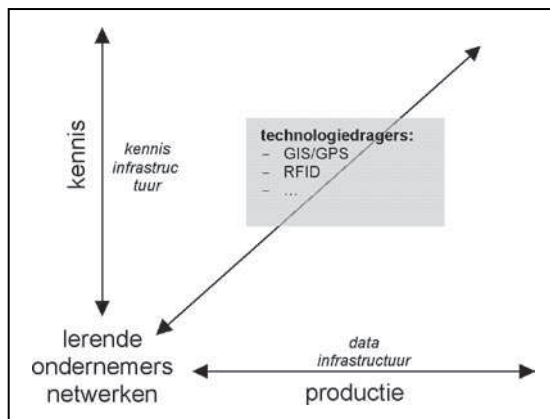 kennis
kennis
infrastruc
tuur
technologiedragers:
– GIS/GPS
– RFID
– ...
lerende
ondernemers
netwerken
data
infrastructuur
productie